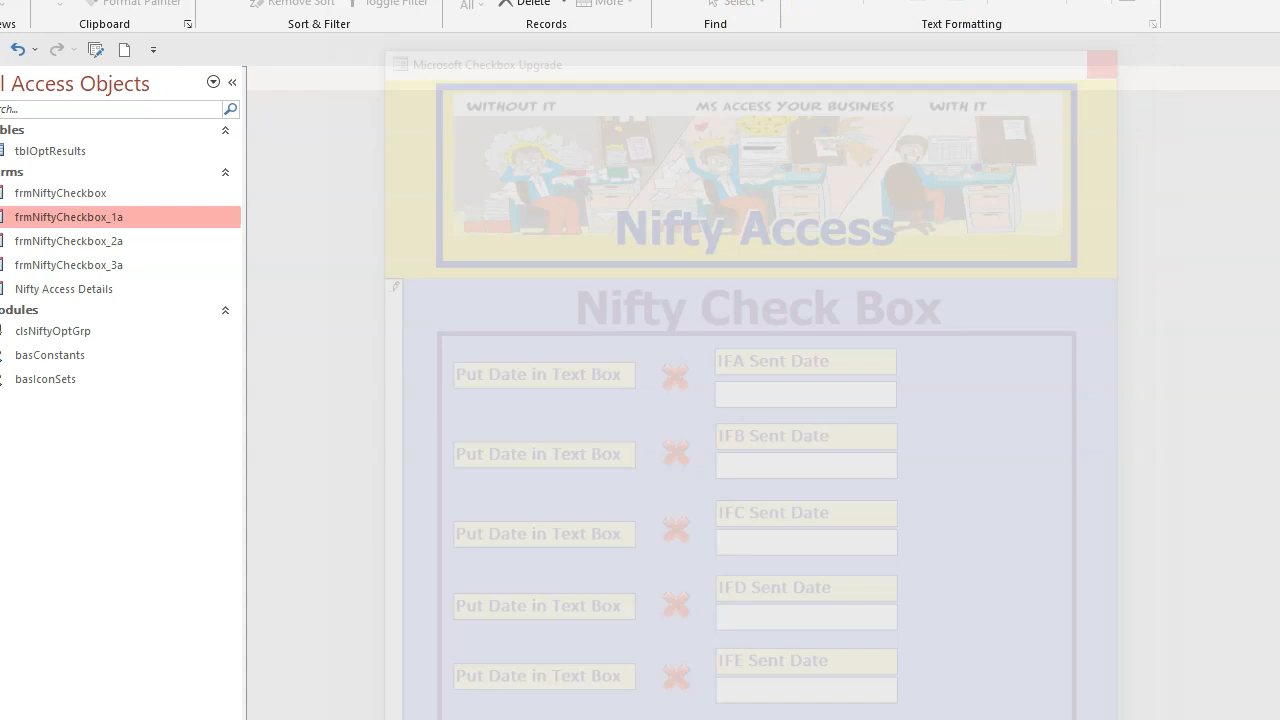 Format Painter
Remove Sort
Toggle Filter
All
Delete
More
Select
ws
Clipboard
Sort & Filter
Records
Find
Text Formatting
l Access Objects
rch...
bles
tblOptResults
rms
frmNiftyCheckbox
frmNiftyCheckbox_1a
frmNiftyCheckbox_2a
frmNiftyCheckbox_3a
Nifty Access Details
odules
clsNiftyOptGrp
basConstants
basIconSets
Microsoft Checkbox Upgrade
WITHOUT IT
MS ACCESS YOUR BUSINESS
WITH IT
Nifty Access
Nifty Check Box
Put Date in Text Box
IFA Sent Date
Put Date in Text Box
IFB Sent Date
Put Date in Text Box
IFC Sent Date
Put Date in Text Box
IFD Sent Date
Put Date in Text Box
IFE Sent Date